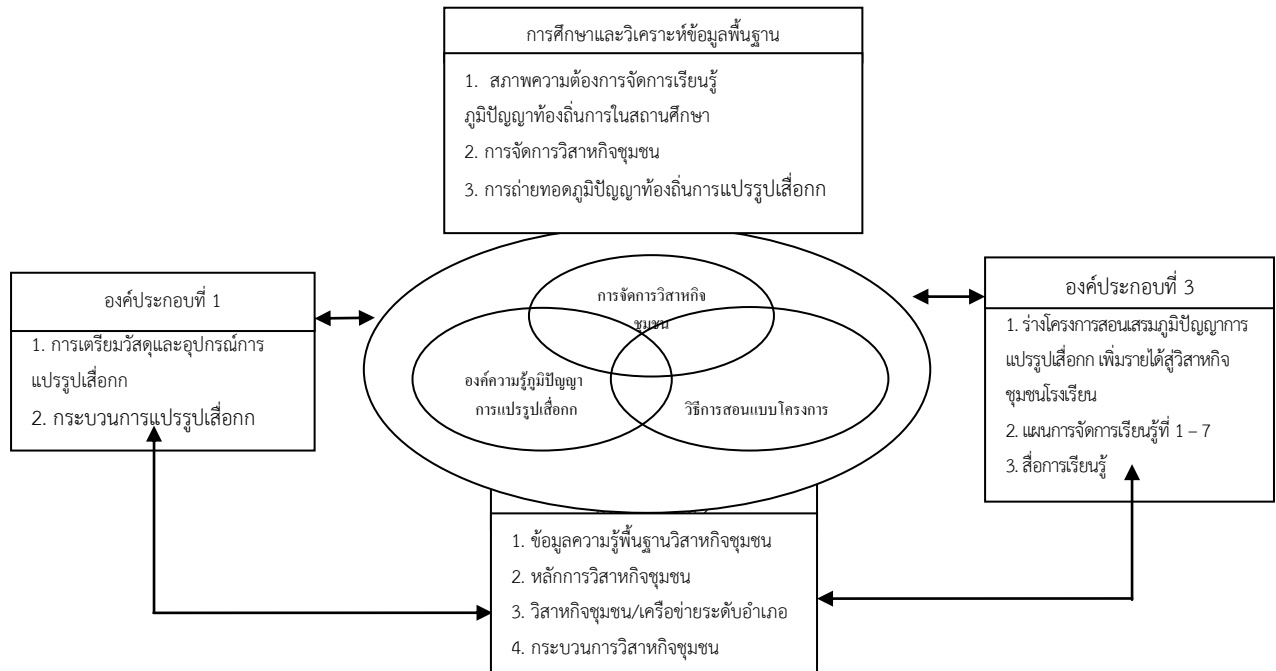 การศึกษาและวิเคราะห์ข้อมูลพื้นฐาน
1. สภาพความต้องการจัดการเรียนรู้
ภูมิปัญญาท้องถิ่นการในสถานศึกษา
2. การจัดการวิสาหกิจชุมชน
3. การถ่ายทอดภูมิปัญญาท้องถิ่นการแปรรูปเสื่อกก
องค์ประกอบที่ 1
1. การเตรียมวัสดุและอุปกรณ์การ
แปรรูปเสื่อกก
2. กระบวนการแปรรูปเสื่อกก
การจัดการวิสาหกิจ
ชุมชน
องค์ความรู้ภูมิปัญญา
การแปรรูปเสื่อกก
วิธีการสอนแบบโครงการ
องค์ประกอบที่ 3
1. ร่างโครงการสอนเสรมภูมิปัญญาการ
แปรรูปเสื่อกก เพิ่มรายได้สู่วิสาหกิจ
ชุมชนโรงเรียน
2. แผนการจัดการเรียนรู้ที่ 1 – 7
3. สื่อการเรียนรู้
1. ข้อมูลความรู้พื้นฐานวิสาหกิจชุมชน
2. หลักการวิสาหกิจชุมชน
3. วิสาหกิจชุมชน/เครือข่ายระดับอำเภอ
4. กระบวนการวิสาหกิจชุมชน